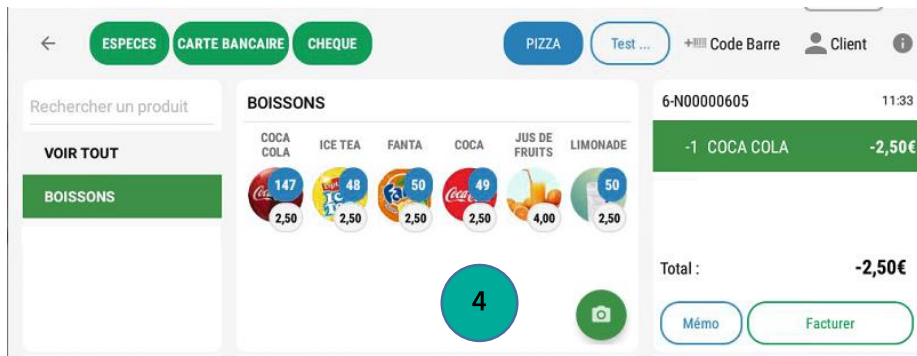 ESPECES CARTE BANCAIRE CHEQUE PIZZA Test ... Code Barre Client
Rechercher un produit
VOIR TOUT
BOISSONS
BOISSONS
COCA COLA
ICE TEA
FANTA
COCA
JUS DE FRUITS
LIMONADE
147 48 50 49 50
2,50 2,50 2,50 2,50 4,00 2,50
4
6-N00000605 11:33
-1 COCA COLA -2,50€
Total : -2,50€
Mémo Facturer